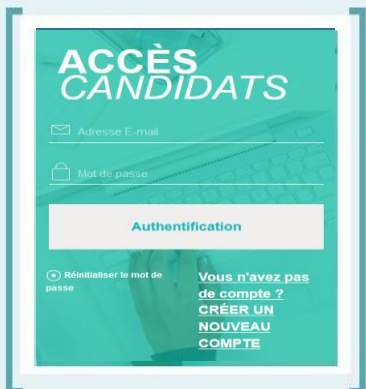 ACCÈS
CANDIDATS
Adresse E-mail
Mot de passe
Authentification
Réinitialiser le mot de
passe
Vous n'avez pas
de compte ?
CRÉER UN
NOUVEAU
COMPTE